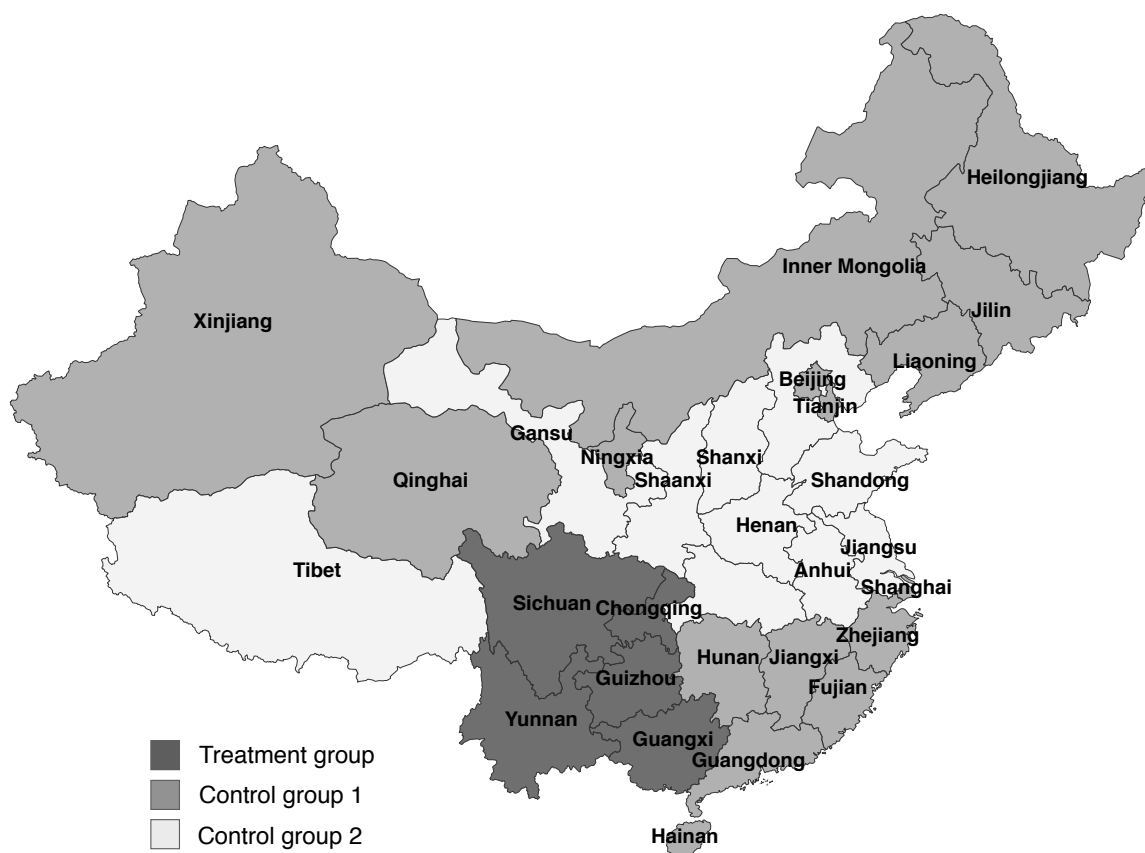 Heilongjiang
Inner Mongolia
Jilin
Xinjiang
Liaoning
Beijing
Tianjin
Gansu
Ningxia
Shanxi
Shaanxi
Qinghai
Shandong
Henan
Jiangsu
Tibet
Anhui
Shanghai
Sichuan
Chongqing
Zhejiang
Hunan
Jiangxi
Guizhou
Fujian
Yunnan
Guangxi
Guangdong
Treatment group
Control group 1
Control group 2
Hainan